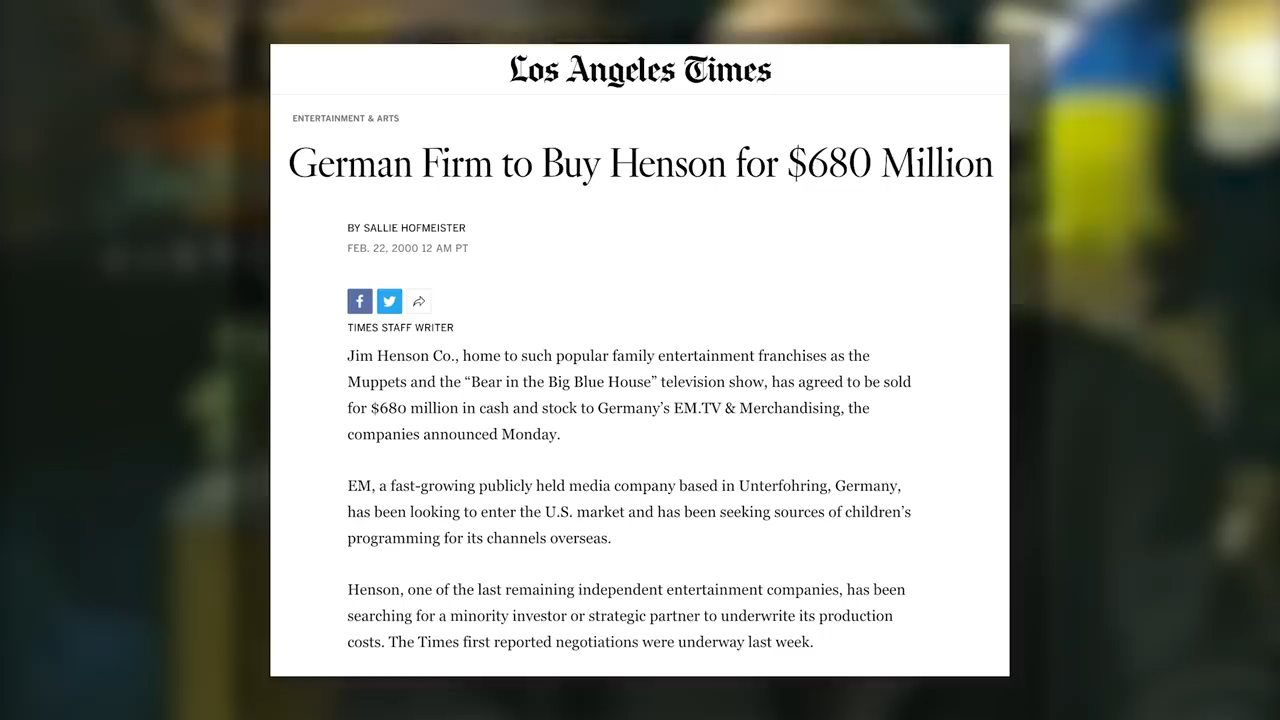 Los Angeles Times
ENTERTAINMENT & ARTS
German Firm to Buy Henson for $680 Million
BY SALLIE HOFMEISTER
FEB. 22, 2000 12 AM PT
TIMES STAFF WRITER
Jim Henson Co., home to such popular family entertainment franchises as the
Muppets and the “Bear in the Big Blue House” television show, has agreed to be sold
for $680 million in cash and stock to Germany’s EM.TV & Merchandising, the
companies announced Monday.
EM, a fast-growing publicly held media company based in Unterfohring, Germany,
has been looking to enter the U.S. market and has been seeking sources of children’s
programming for its channels overseas.
Henson, one of the last remaining independent entertainment companies, has been
searching for a minority investor or strategic partner to underwrite its production
costs. The Times first reported negotiations were underway last week.